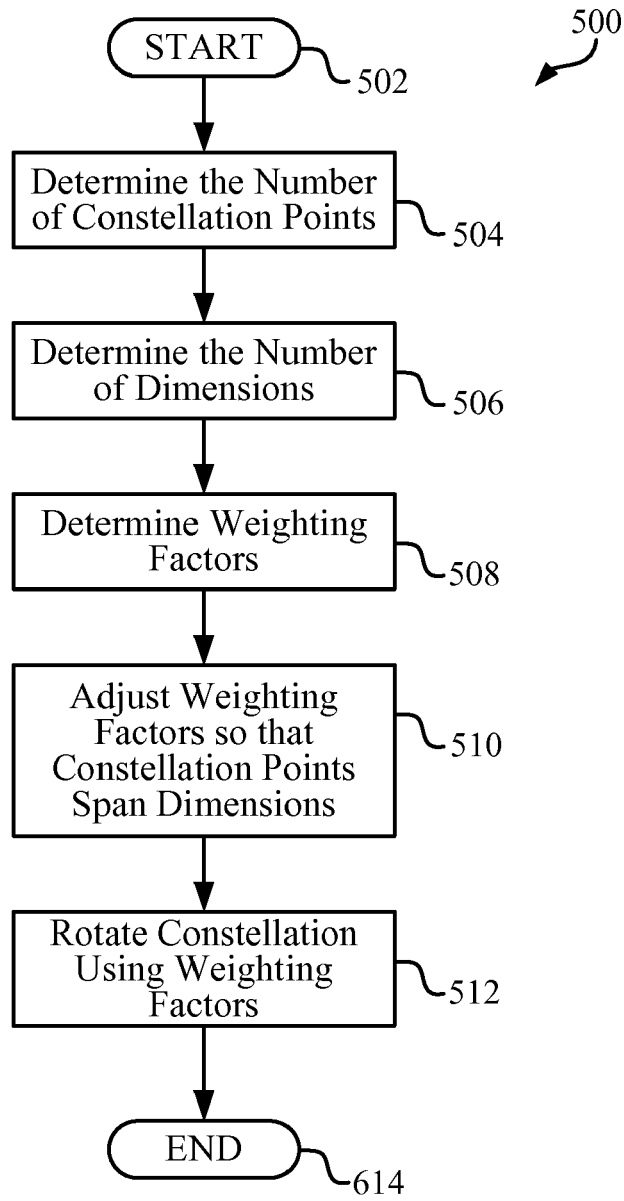 START
500
502
Determine the Number
of Constellation Points
504
Determine the Number
of Dimensions
506
Determine Weighting
Factors
508
Adjust Weighting
Factors so that
Constellation Points
Span Dimensions
510
Rotate Constellation
Using Weighting
Factors
512
END
614